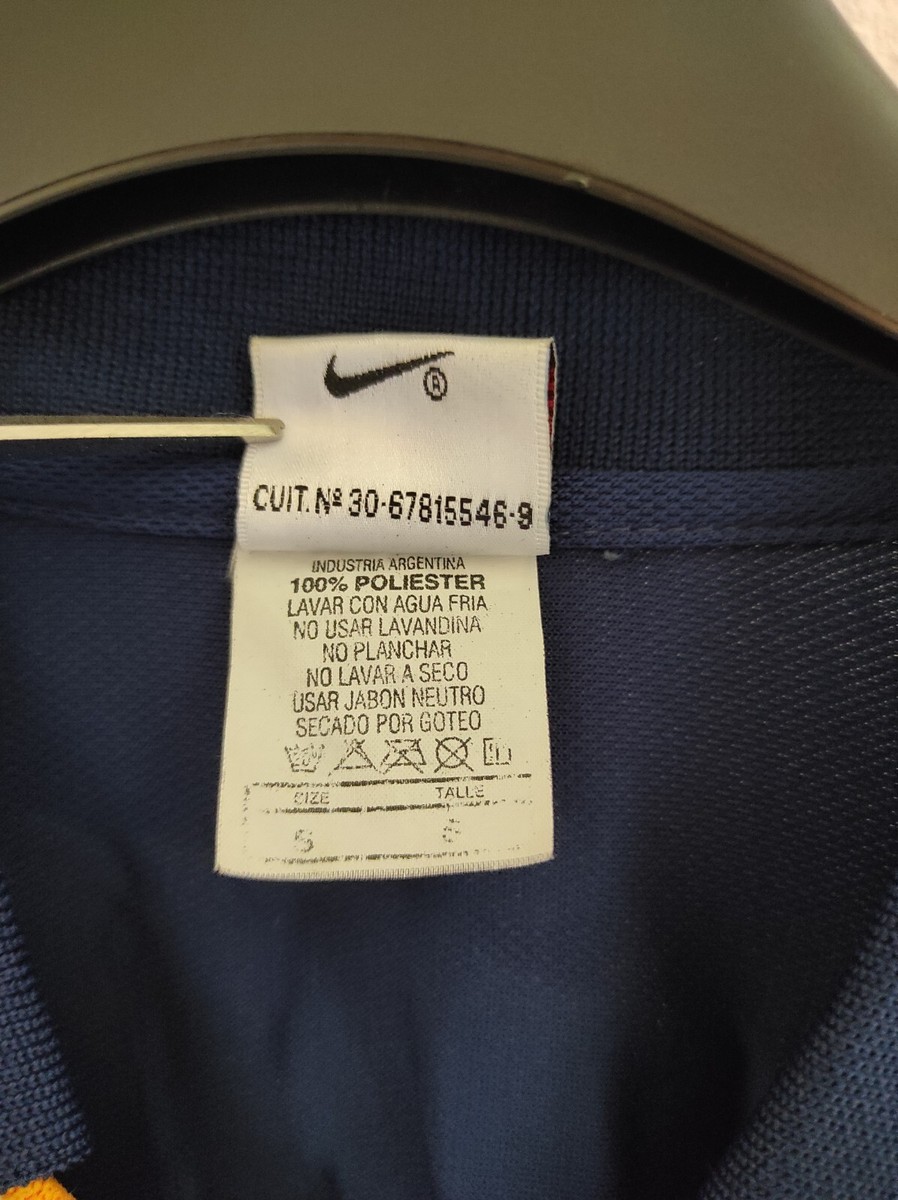 ®
CUIT. Nº 30-67815546-9
INDUSTRIA ARGENTINA
100% POLIESTER
LAVAR CON AGUA FRIA
NO USAR LAVANDINA
NO PLANCHAR
NO LAVAR A SECO
USAR JABON NEUTRO
SECADO POR GOTEO
SIZE TALLE